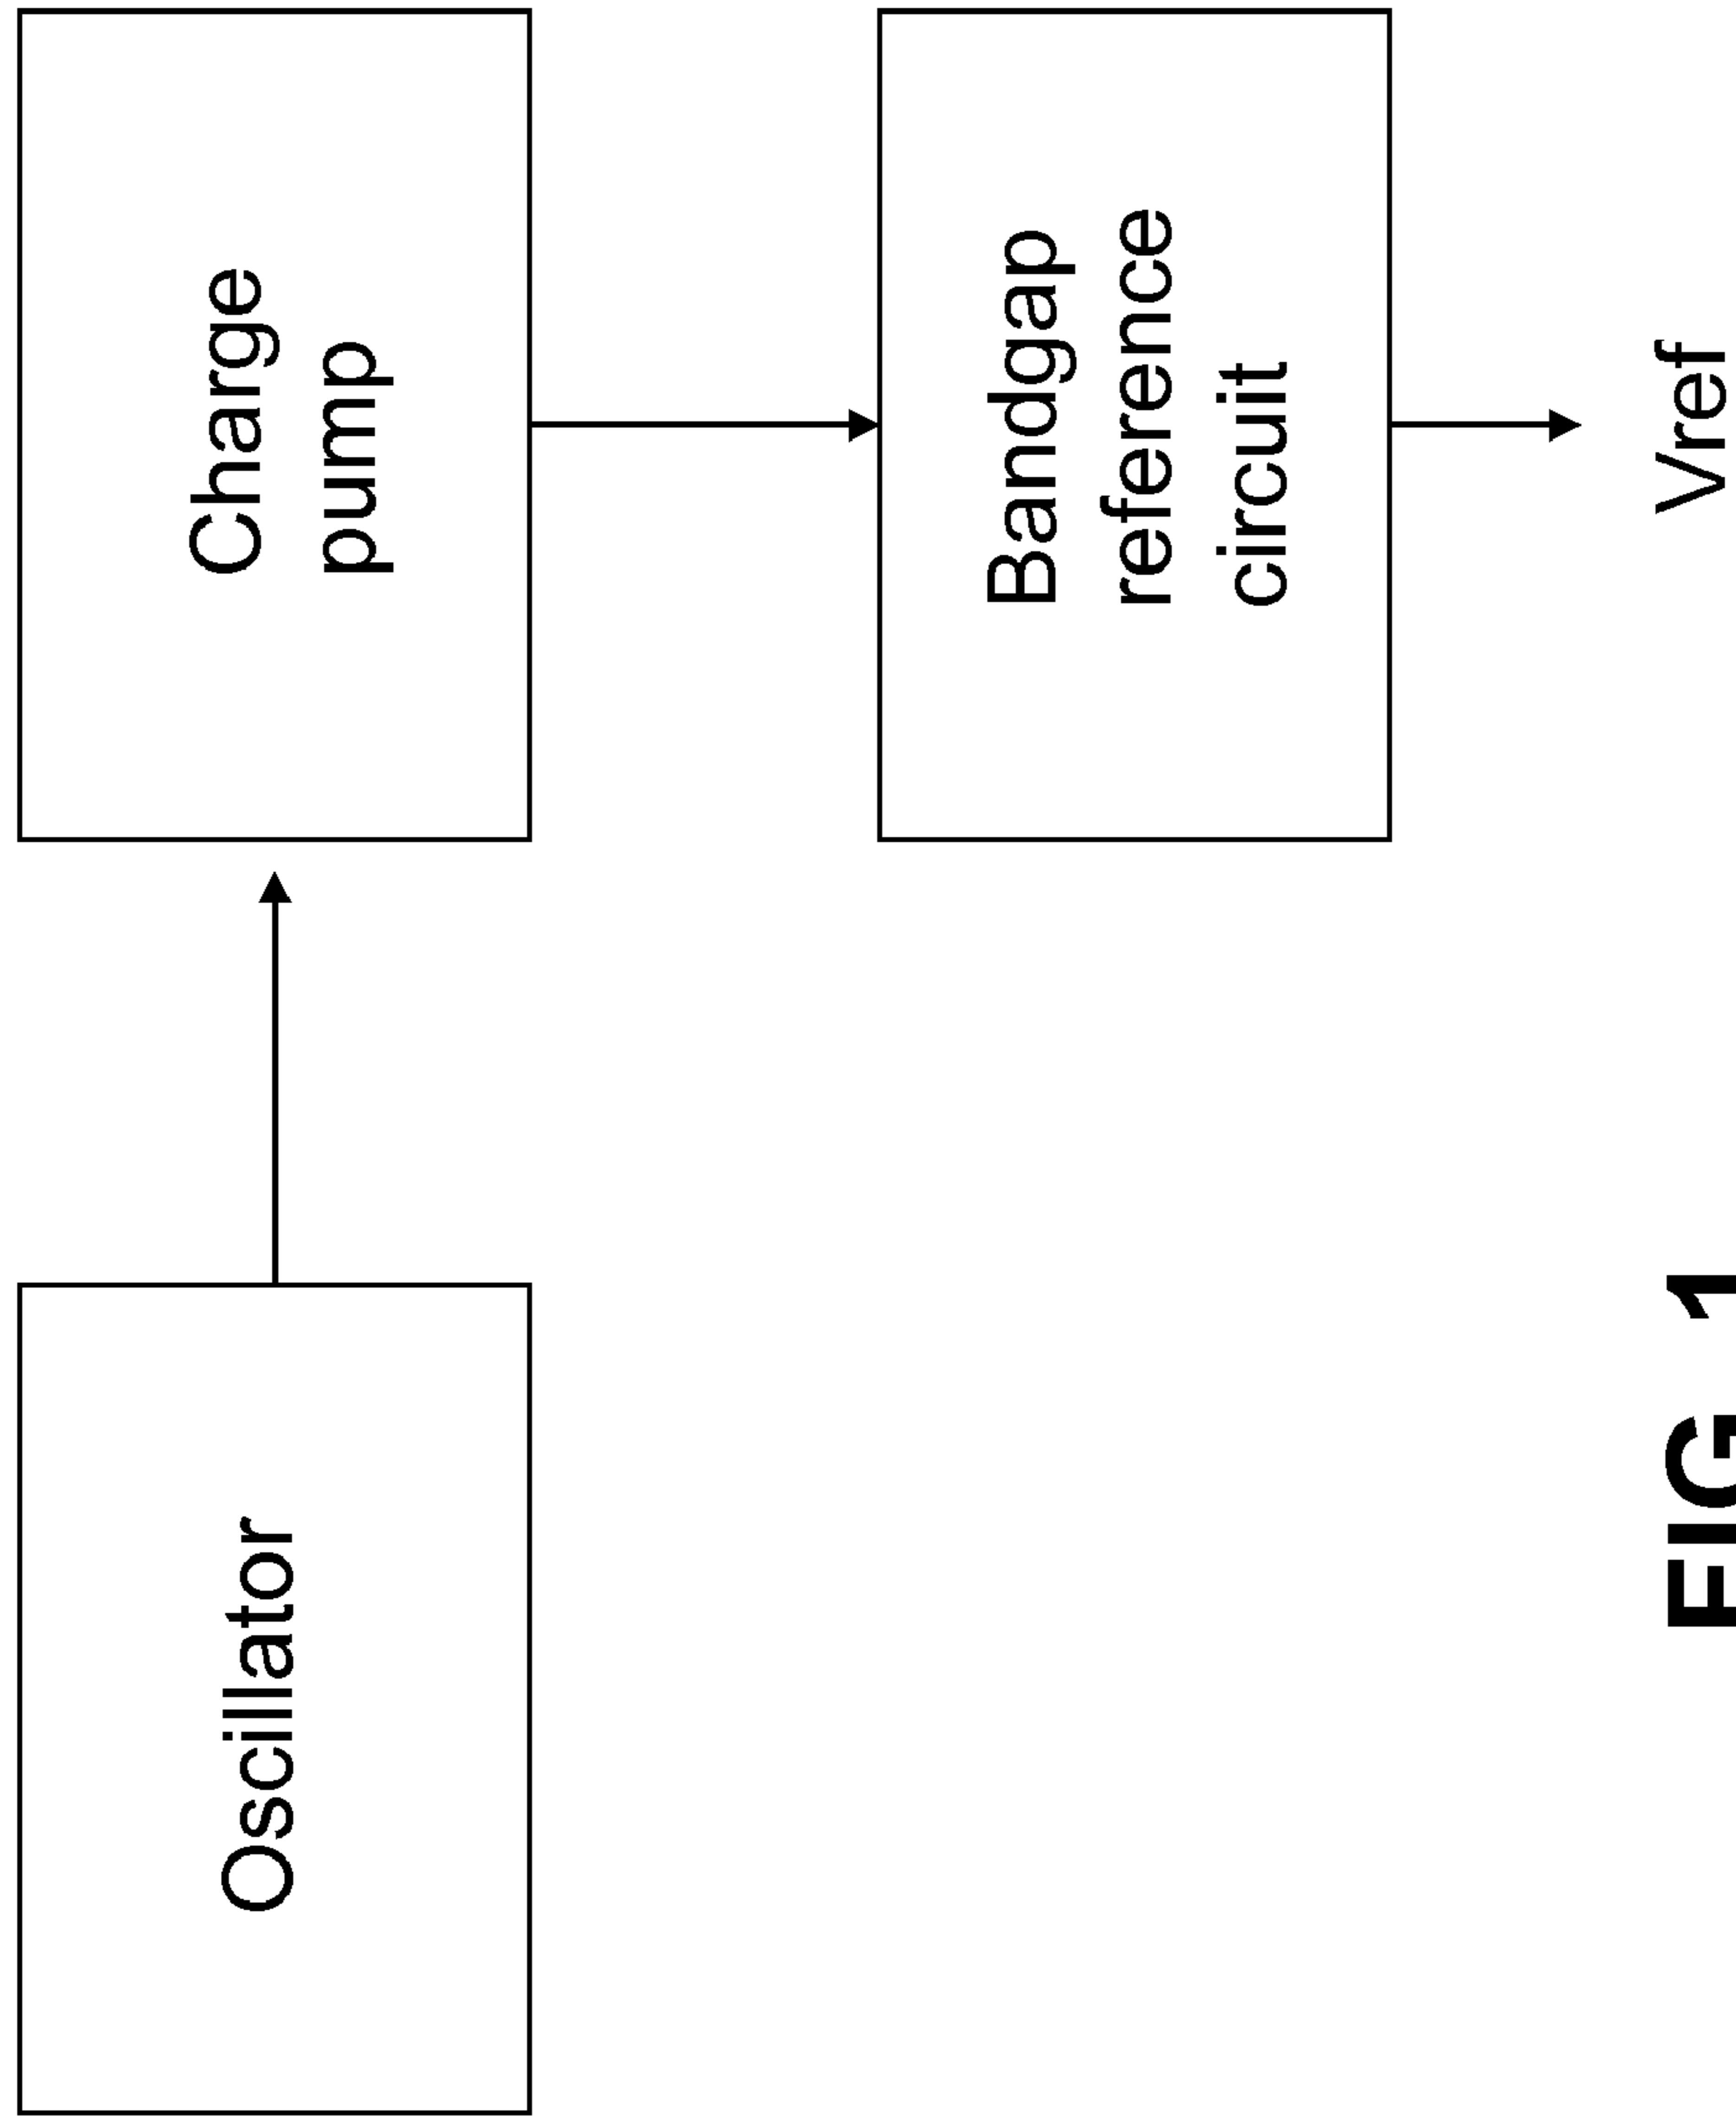 Oscillator
Charge
pump
Bandgap
reference
circuit
Vref
FIG 1